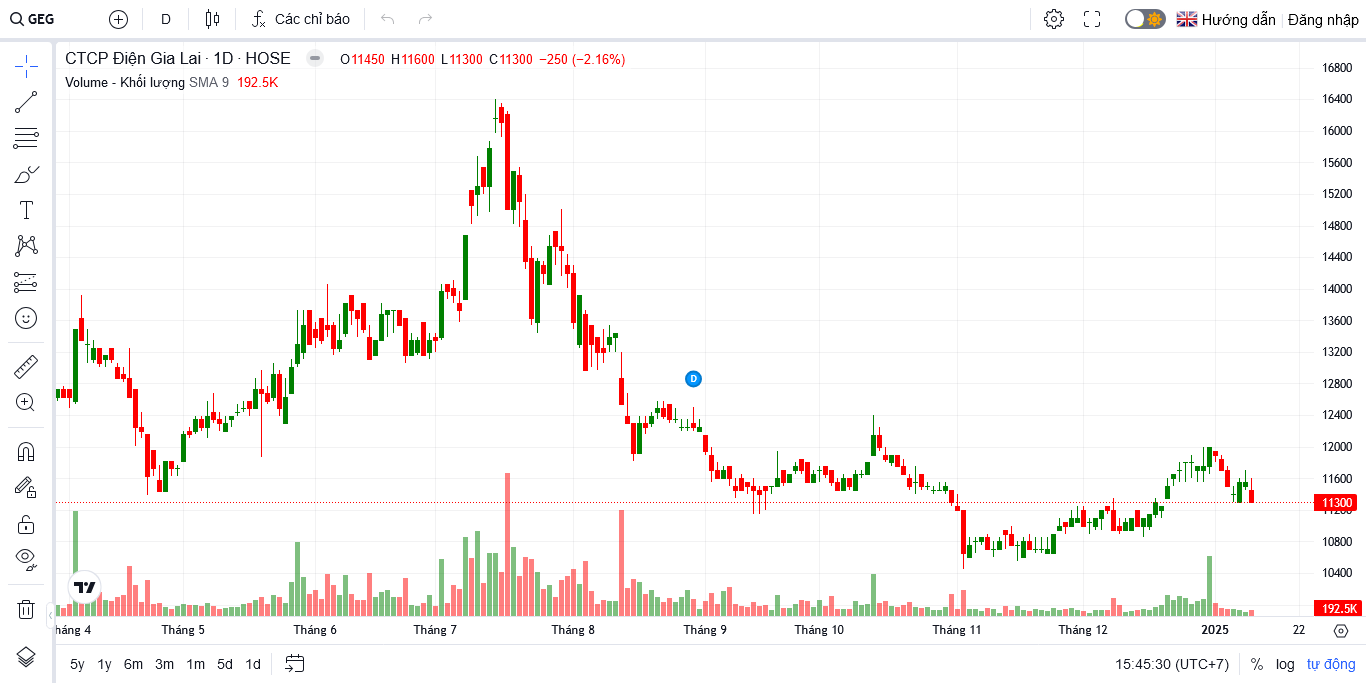 GEG D Các chỉ báo Hướng dẫn Đăng nhập
CTCP Điện Gia Lai · 1D · HOSE O11450 H11600 L11300 C11300 −250 (−2.16%)
Volume - Khối lượng SMA 9 192.5K
16800
16400
16000
15600
15200
14800
14400
14000
13600
13200
12800
D
12400
12000
11600
11300
11200
10800
10400
192.5K
háng 4 Tháng 5 Tháng 6 Tháng 7 Tháng 8 Tháng 9 Tháng 10 Tháng 11 Tháng 12 2025 22
5y 1y 6m 3m 1m 5d 1d 15:45:30 (UTC+7) % log tự động